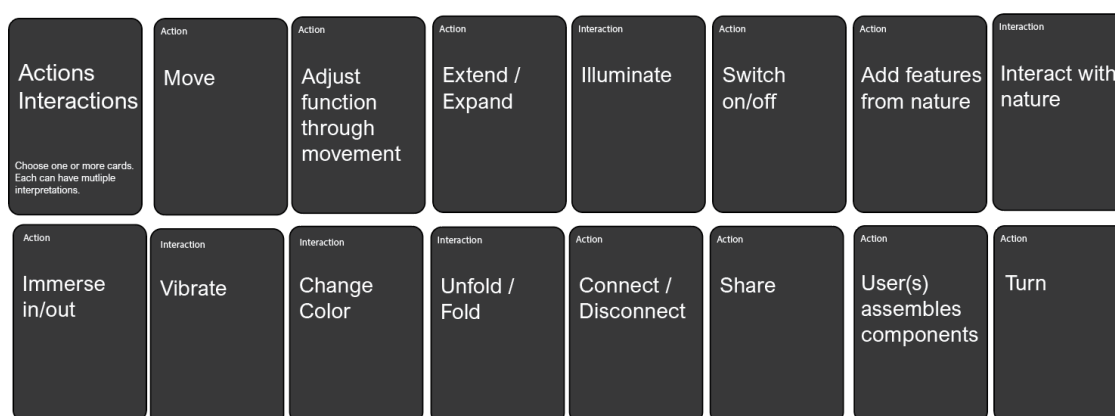 Actions
Interactions
Choose one or more cards.
Each can have mutliple
interpretations.
Action
Move
Action
Adjust
function
through
movement
Action
Extend /
Expand
Interaction
Illuminate
Action
Switch
on/off
Action
Add features
from nature
Interaction
Interact with
nature
Action
Immerse
in/out
Interaction
Vibrate
Interaction
Change
Color
Interaction
Unfold /
Fold
Action
Connect /
Disconnect
Action
Share
Action
User(s)
assembles
components
Action
Turn